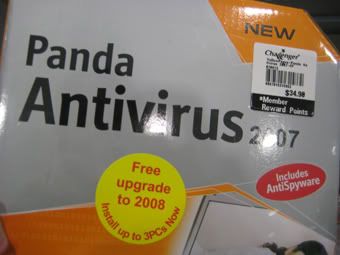 NEW
Challenger
$34.90
*Member
Reward Points
Panda
Antivirus 2007
Includes
AntiSpyware
Free
upgrade
to 2008
Install up to 3PCs Now